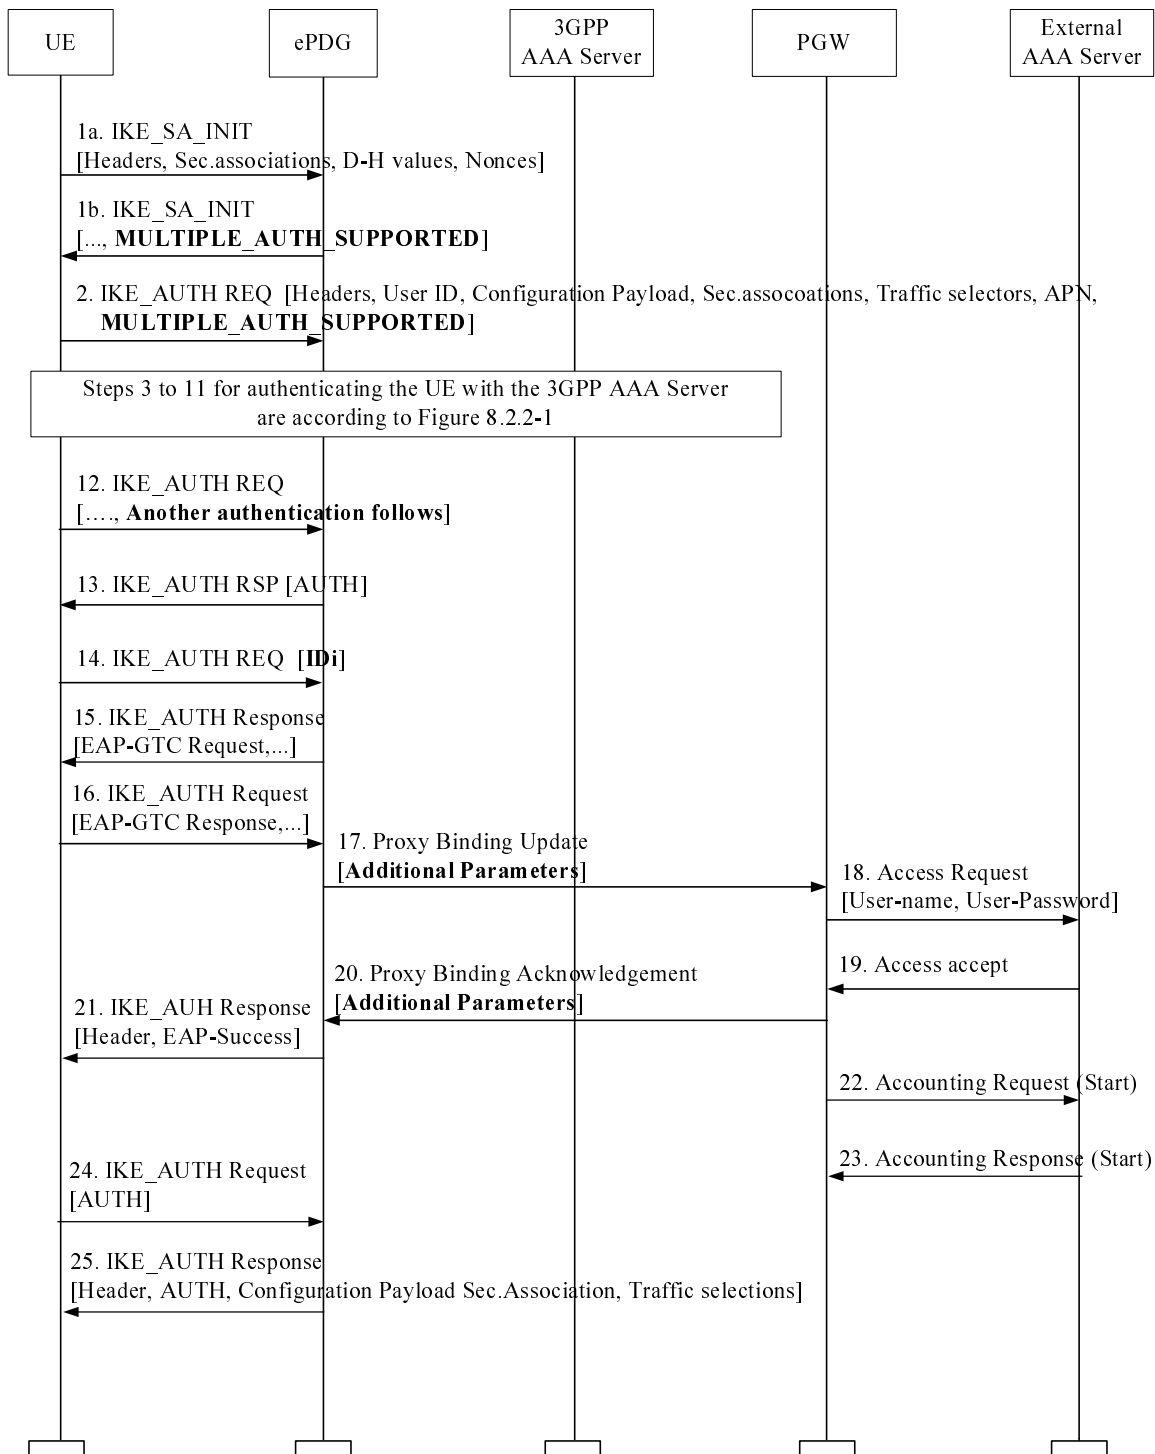 UE
ePDG
3GPP
AAA Server
PGW
External
AAA Server
1a. IKE_SA_INIT
[Headers, Sec.associations, D-H values, Nonces]
1b. IKE_SA_INIT
[..., MULTIPLE_AUTH_SUPPORTED]
2. IKE_AUTH REQ [Headers, User ID, Configuration Payload, Sec.assocoations, Traffic selectors, APN,
MULTIPLE_AUTH_SUPPORTED]
Steps 3 to 11 for authenticating the UE with the 3GPP AAA Server
are according to Figure 8.2.2-1
12. IKE_AUTH REQ
[...., Another authentication follows]
13. IKE_AUTH RSP [AUTH]
14. IKE_AUTH REQ [IDi]
15. IKE_AUTH Response
[EAP-GTC Request,...]
16. IKE_AUTH Request
[EAP-GTC Response,...]
17. Proxy Binding Update
[Additional Parameters]
18. Access Request
[User-name, User-Password]
19. Access accept
20. Proxy Binding Acknowledgement
[Additional Parameters]
21. IKE_AUH Response
[Header, EAP-Success]
22. Accounting Request (Start)
23. Accounting Response (Start)
24. IKE_AUTH Request
[AUTH]
25. IKE_AUTH Response
[Header, AUTH, Configuration Payload Sec.Association, Traffic selections]